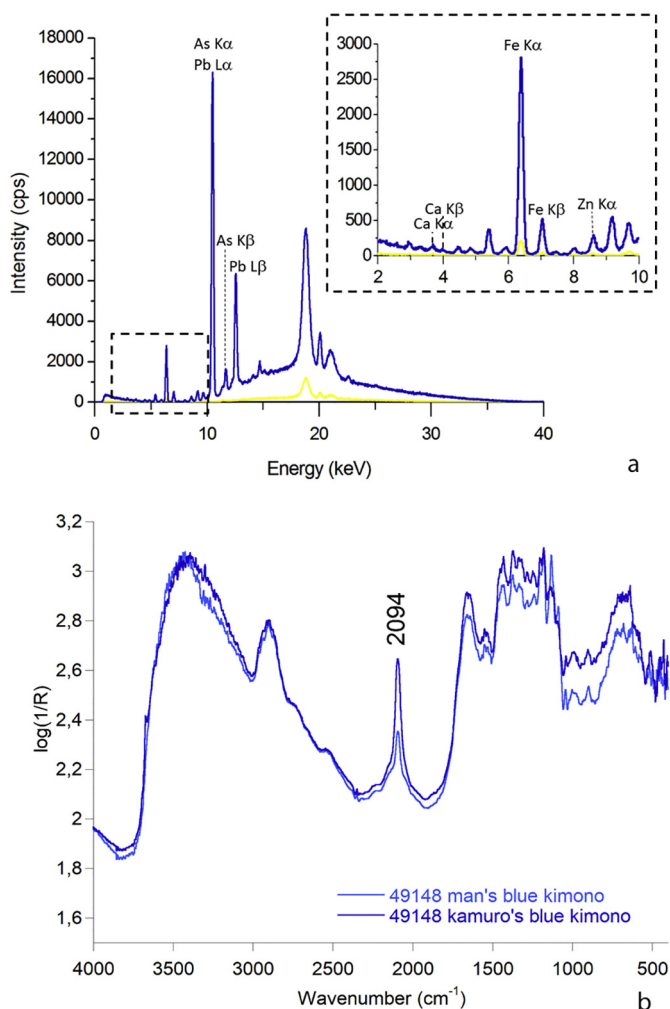 As Kα
Pb Lα
As Kβ
Pb Lβ
18000
16000
14000
12000
10000
8000
6000
4000
2000
0
Intensity (cps)
0 10 20 30 40
Energy (keV)
3000
2500
2000
1500
1000
500
0
Fe Kα
Ca Kβ
Ca Kα
Fe Kβ
Zn Kα
2 3 4 5 6 7 8 9 10
a
3,2
3
2,8
2,6
2,4
2,2
2
1,8
1,6
log(1/R)
2094
49148 man's blue kimono
49148 kamuro's blue kimono
4000 3500 3000 2500 2000 1500 1000 500
Wavenumber (cm⁻¹)
b